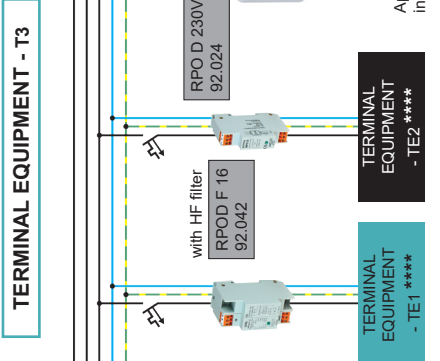 TERMINAL EQUIPMENT - T3
RPO D 230V
92.024
with HF filter
RPOD F 16
92.042
TERMINAL
EQUIPMENT
- TE2 ****
TERMINAL
EQUIPMENT
- TE1 ****